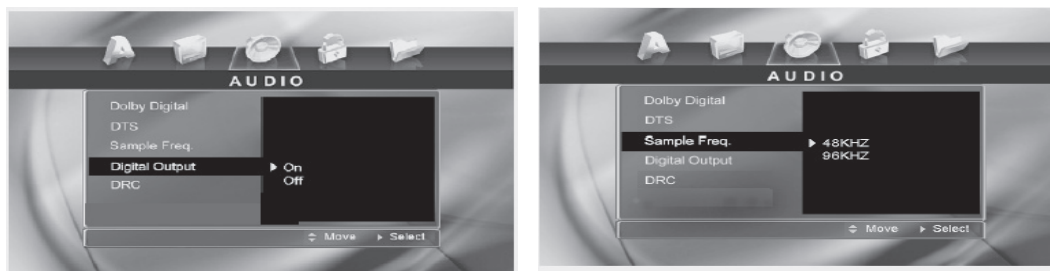 A
AUDIO
Dolby Digital
DTS
Sample Freq.
Digital Output
DRC
On
Off
Move
Select
A
AUDIO
Dolby Digital
DTS
Sample Freq.
Digital Output
DRC
48KHZ
96KHZ
Move
Select